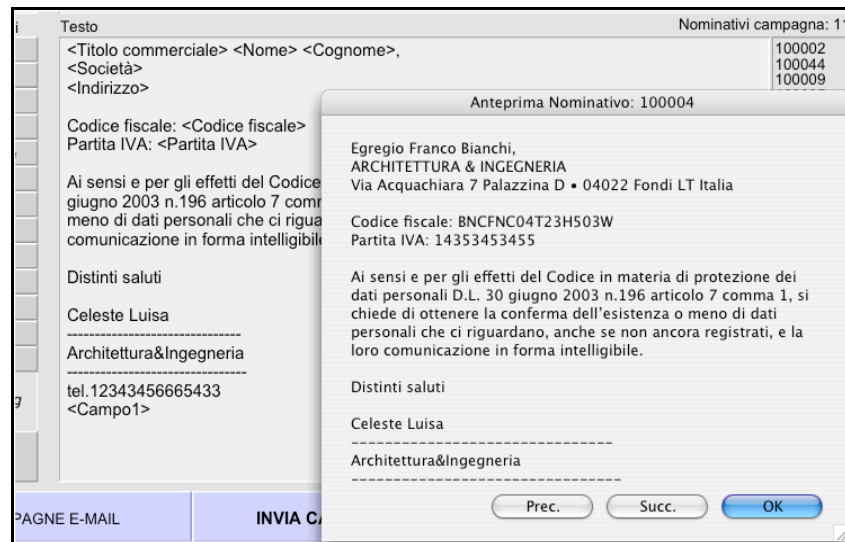 Testo
Nominativi campagna: 1
<Titolo commerciale> <Nome> <Cognome>,
<Società>
<Indirizzo>
Codice fiscale: <Codice fiscale>
Partita IVA: <Partita IVA>
Ai sensi e per gli effetti del Codice
giugno 2003 n.196 articolo 7 comm
meno di dati personali che ci rigua
comunicazione in forma intelligibile
Distinti saluti
Celeste Luisa
--------------------------------
Architettura&Ingegneria
---------------------------------
tel.12343456665433
<Campo1>
100002
100044
100009
Anteprima Nominativo: 100004
Egregio Franco Bianchi,
ARCHITETTURA & INGEGNERIA
Via Acquachiara 7 Palazzina D • 04022 Fondi LT Italia
Codice fiscale: BNCFNC04T23H503W
Partita IVA: 14353453455
Ai sensi e per gli effetti del Codice in materia di protezione dei
dati personali D.L. 30 giugno 2003 n.196 articolo 7 comma 1, si
chiede di ottenere la conferma dell'esistenza o meno di dati
personali che ci riguardano, anche se non ancora registrati, e la
loro comunicazione in forma intelligibile.
Distinti saluti
Celeste Luisa
--------------------------------
Architettura&Ingegneria
---------------------------------
Prec. Succ. OK
PAGNE E-MAIL
INVIA CA